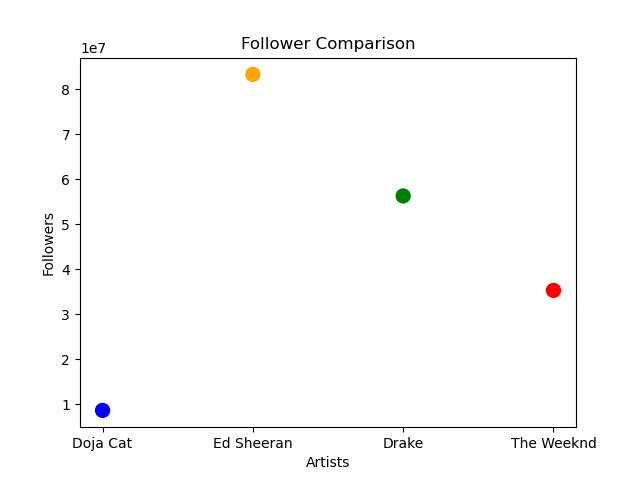 Follower Comparison
1e7
8
7
6
5
4
3
2
1
Followers
Doja Cat Ed Sheeran Drake The Weeknd
Artists